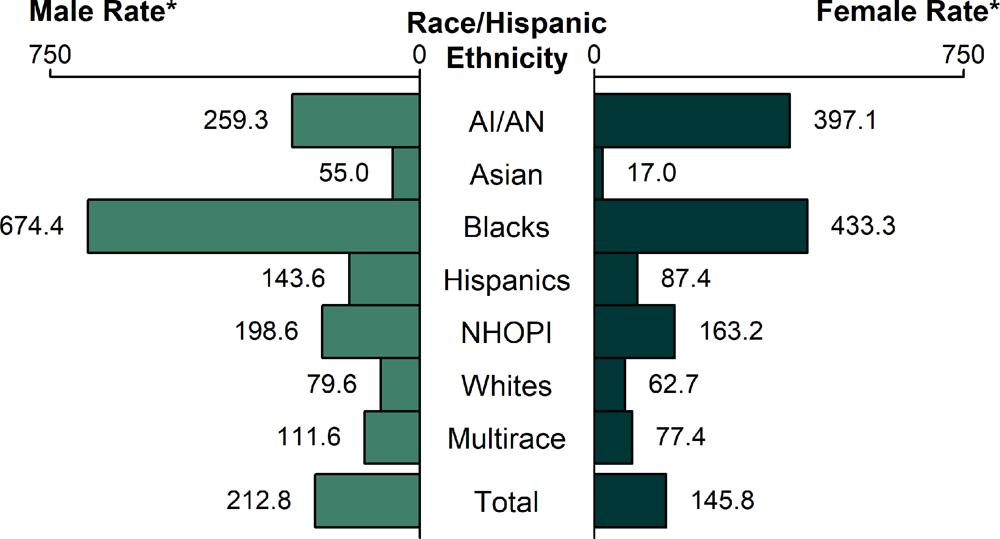 Male Rate*
Race/Hispanic
Ethnicity
Female Rate*
750 0 0 750
259.3 AI/AN 397.1
55.0 Asian 17.0
674.4 Blacks 433.3
143.6 Hispanics 87.4
198.6 NHOPI 163.2
79.6 Whites 62.7
111.6 Multirace 77.4
212.8 Total 145.8